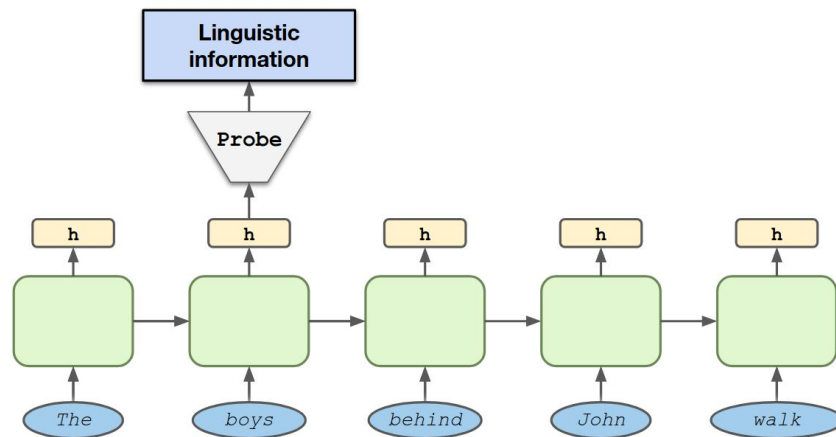 Linguistic
information
Probe
h h h h h
The boys behind John walk